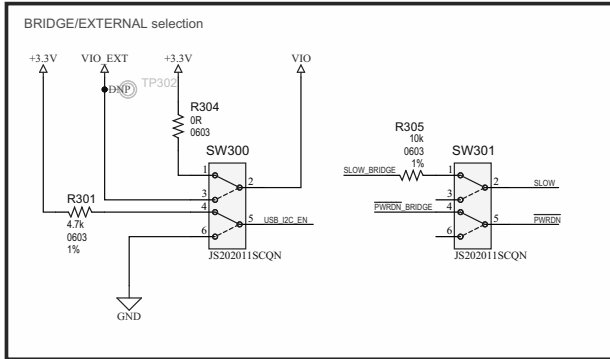 BRIDGE/EXTERNAL selection
+3.3V
VIO_EXT
+3.3V
VIO
DNP
TP302
R304
0R
0603
SW300
1
2
3
4
5
6
JS202011SCQN
R301
4.7k
0603
1%
USB_I2C_EN
GND
R305
10k
0603
1%
SW301
SLOW_BRIDGE
1
2
SLOW
3
PWRDN_BRIDGE
4
5
PWRDN
6
JS202011SCQN